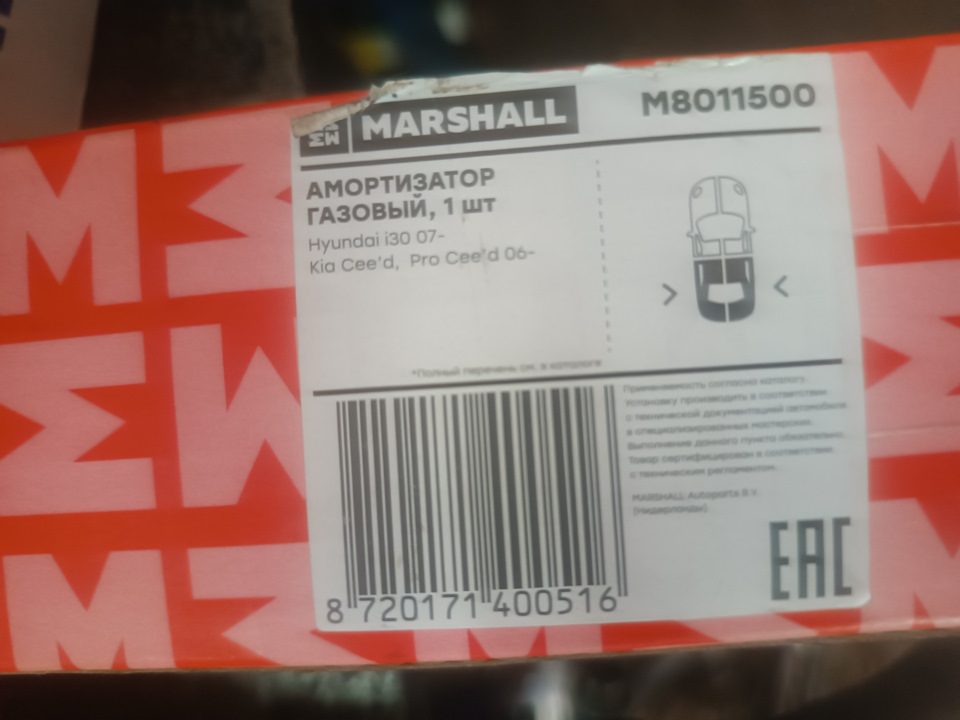 MARSHALL
M8011500
АМОРТИЗАТОР
ГАЗОВЫЙ, 1 шт
Hyundai i30 07-
Kia Cee'd, Pro Cee'd 06-
*Полный перечень см. в каталоге
Применяемость согласно каталогу.
Установку производить в соответствии
с технической документацией автомобиля
в специализированных мастерских.
Выполнение данного пункта обязательно.
Товар сертифицирован в соответствии
с техническим регламентом.
MARSHALL Autoparts B.V.
(Нидерланды)
EAC
8 720171 400516